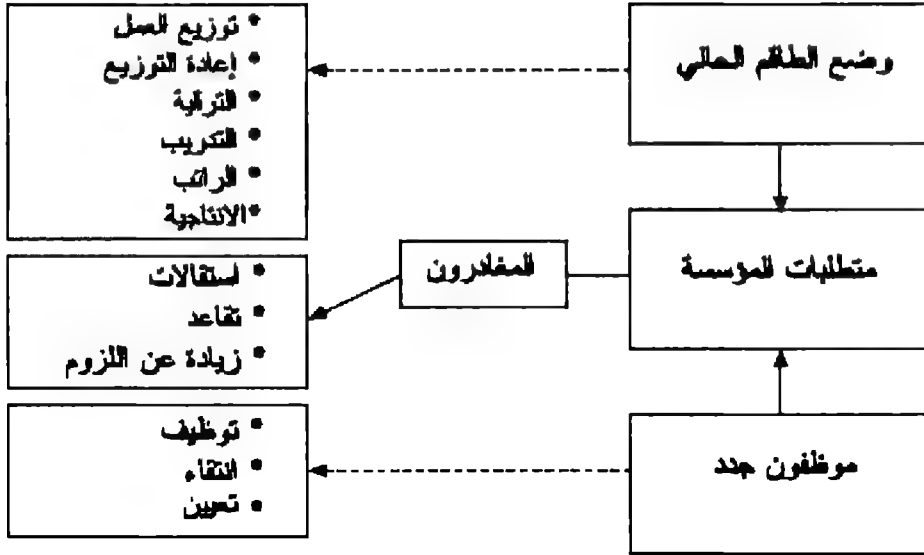 وضع الطاقم الحالي
• توزيع العمل
• إعادة التوزيع
• الترقية
• التدريب
• الراتب
• الانتاجية
متطلبات المؤسسة
المغادرون
• استقالات
• تقاعد
• زيادة عن اللزوم
موظفون جدد
• توظيف
• انتقاء
• تعيين